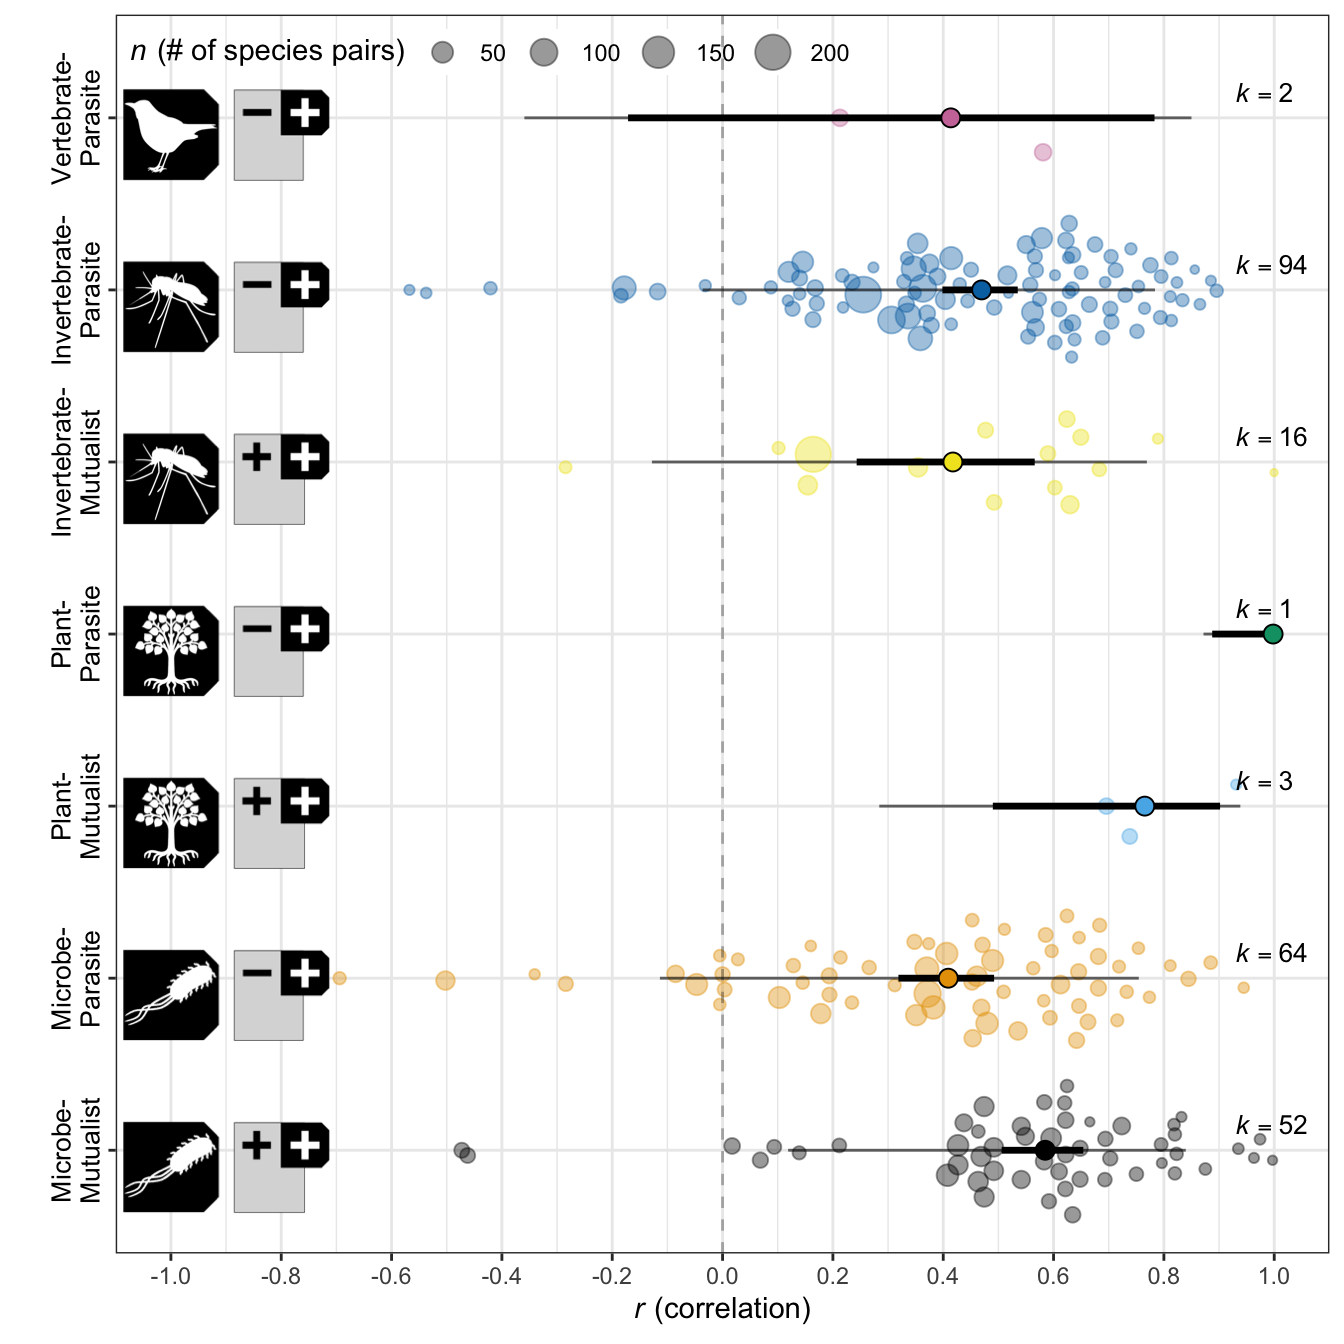 n (# of species pairs) 50 100 150 200
Vertebrate-
Parasite
k = 2
Invertebrate-
Parasite
k = 94
Invertebrate-
Mutualist
k = 16
Plant-
Parasite
k = 1
Plant-
Mutualist
k = 3
Microbe-
Parasite
k = 64
Microbe-
Mutualist
k = 52
-1.0 -0.8 -0.6 -0.4 -0.2 0.0 0.2 0.4 0.6 0.8 1.0
r (correlation)